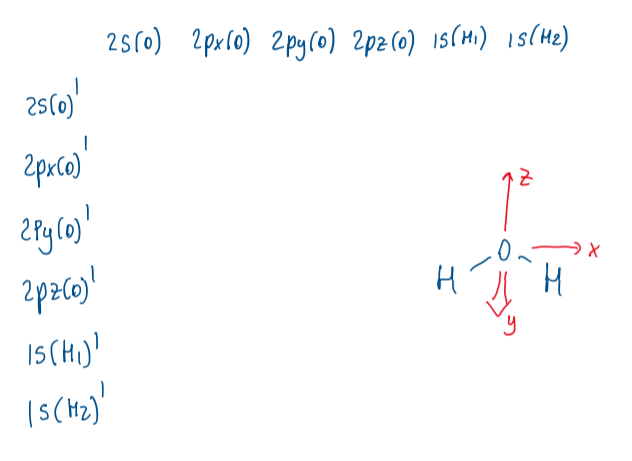 2s(O) 2px(O) 2py(O) 2pz(O) 1s(H1) 1s(H2)
2s(O)'
2px(O)'
2Py(O)'
2pz(O)'
1s(H1)'
1s(H2)'
z
O x
H H
y